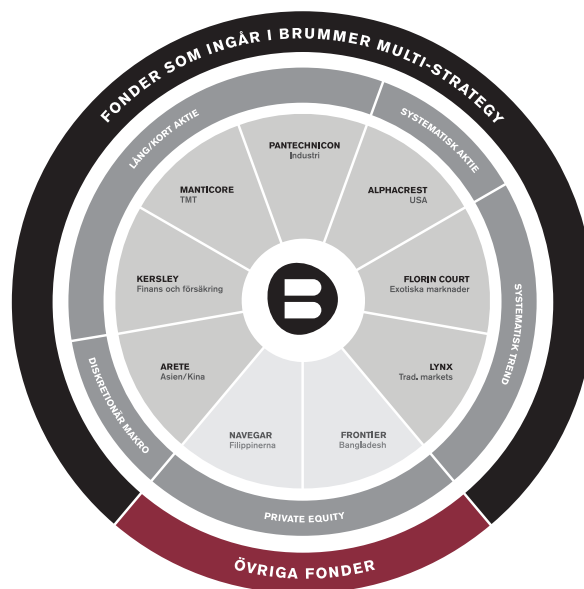 FONDER SOM INGÅR I BRUMMER MULTI-STRATEGY
LÅNG/KORT AKTIE
SYSTEMATISK AKTIE
SYSTEMATISK TREND
PRIVATE EQUITY
DISKRETIONÄR MAKRO
PANTECHNICON
Industri
ALPHACREST
USA
FLORIN COURT
Exotiska marknader
LYNX
Trad. markets
FRONTIER
Bangladesh
NAVEGAR
Filippinerna
ARETE
Asien/Kina
KERSLEY
Finans och försäkring
MANTICORE
TMT
B
ÖVRIGA FONDER